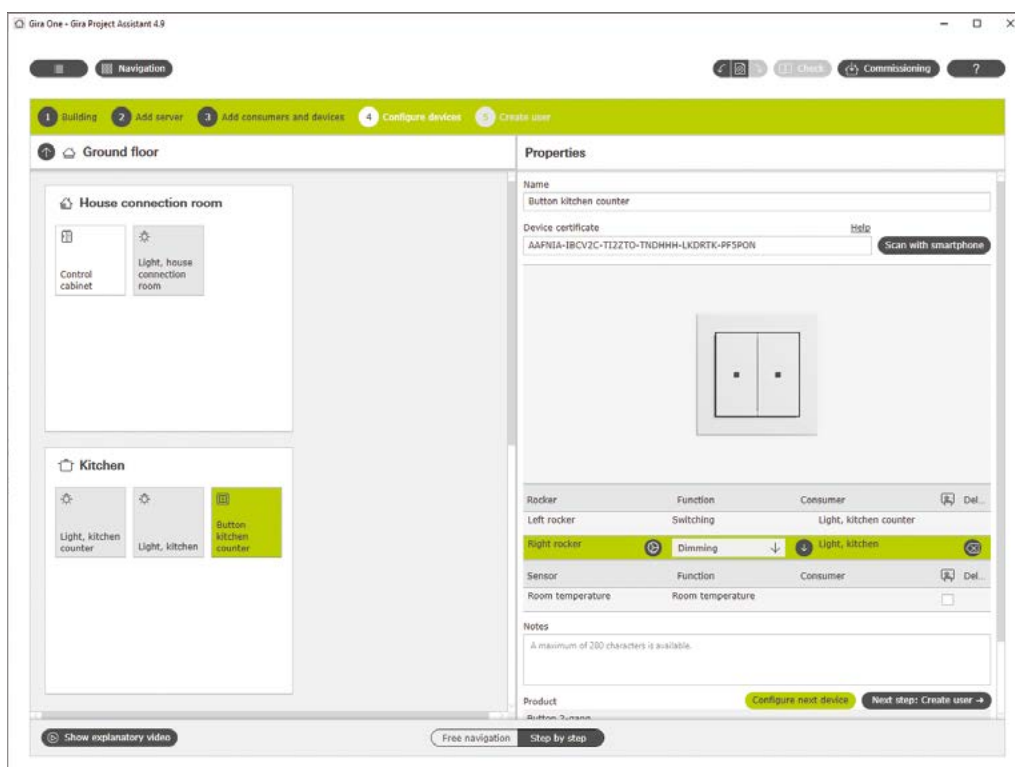 Gira One - Gira Project Assistant 4.9
Navigation
Check
Commissioning
?
1 Building
2 Add server
3 Add consumers and devices
4 Configure devices
5 Create user
Ground floor
House connection room
Control
cabinet
Light, house
connection
room
Kitchen
Light, kitchen
counter
Light, kitchen
Button
kitchen
counter
Properties
Name
Button kitchen counter
Device certificate
Help
AAFNIA-IBCV2C-TI2ZTO-TNDHHH-LKDRTK-PF5PON
Scan with smartphone
Rocker Function Consumer Del...
Left rocker Switching Light, kitchen counter
Right rocker Dimming Light, kitchen
Sensor Function Consumer Del...
Room temperature Room temperature
Notes
A maximum of 280 characters is available.
Product
Configure next device
Next step: Create user
Button 2-gang
Show explanatory video
Free navigation
Step by step